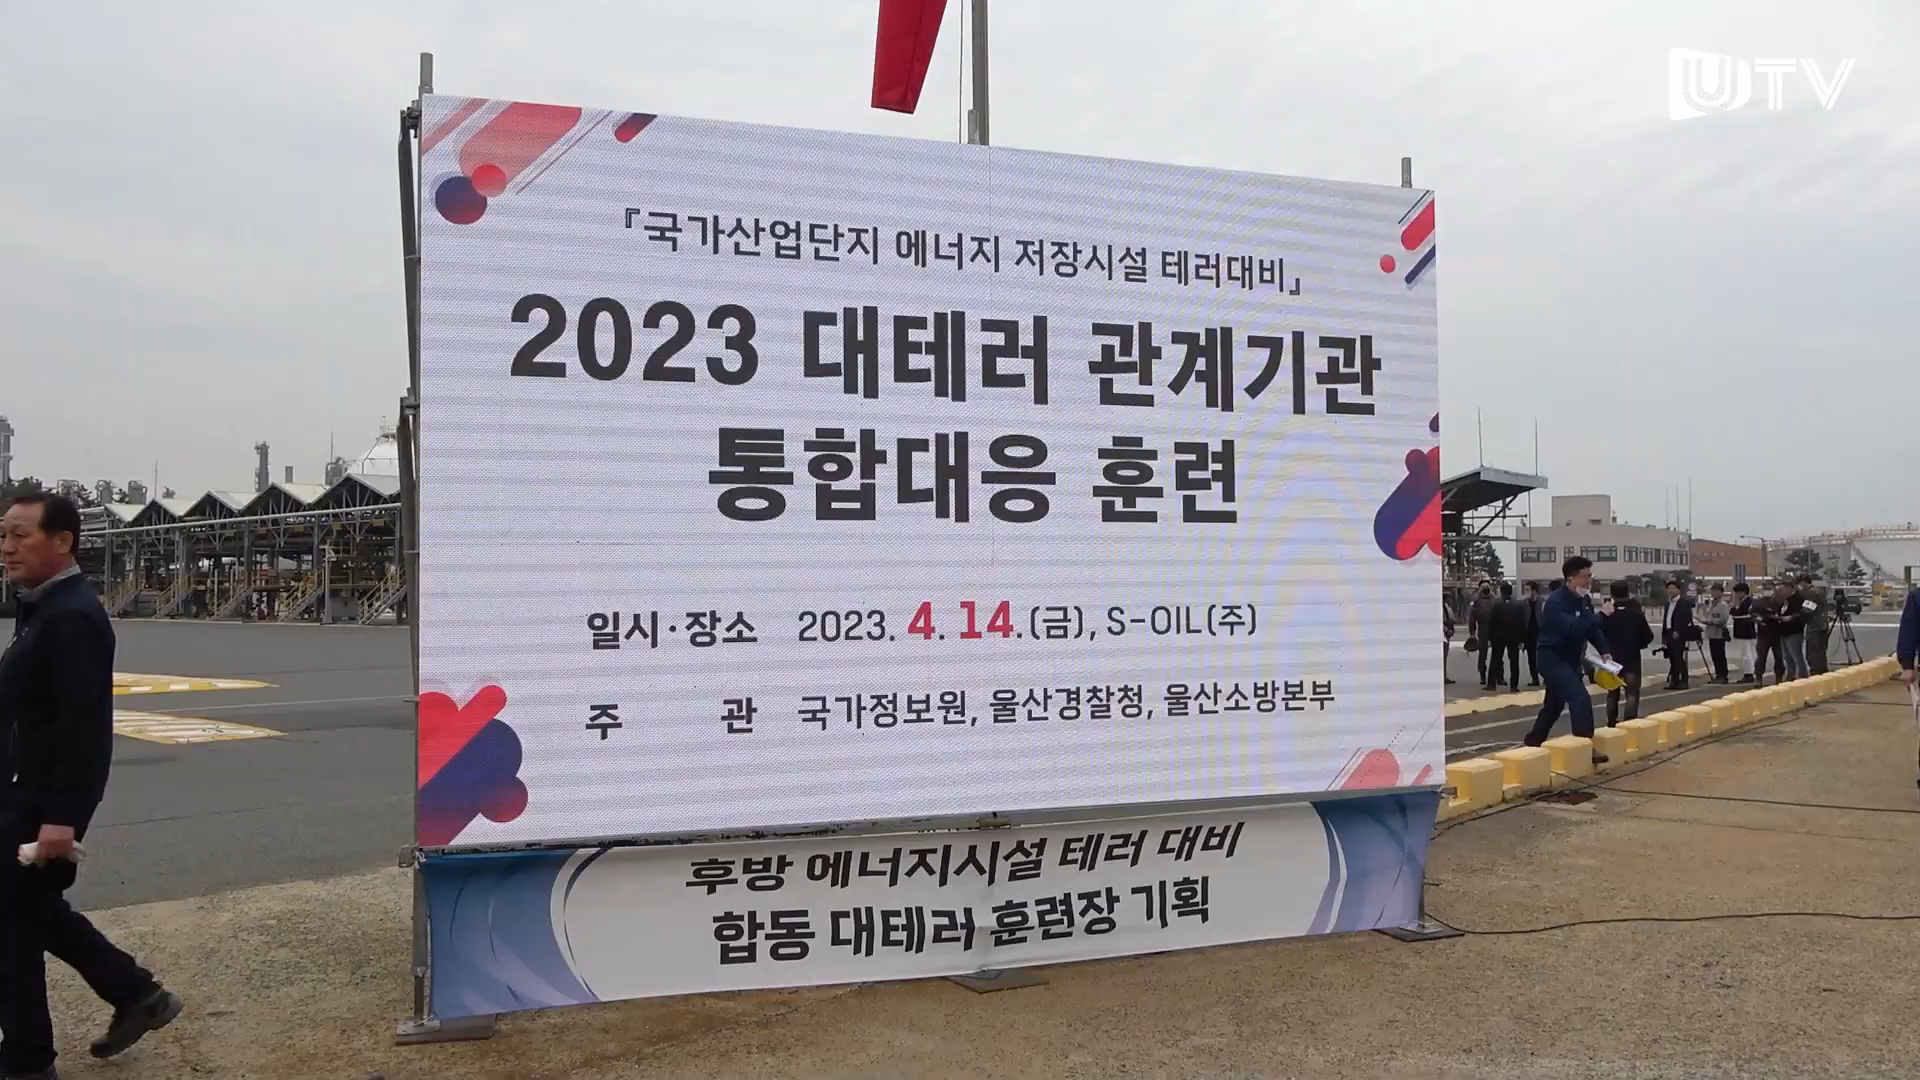 UTV
『국가산업단지 에너지 저장시설 테러대비』
2023 대테러 관계기관
통합대응 훈련
일시·장소 2023. 4. 14.(금), S-OIL(주)
주 관 국가정보원, 울산경찰청, 울산소방본부
후방 에너지시설 테러 대비
합동 대테러 훈련장 기획